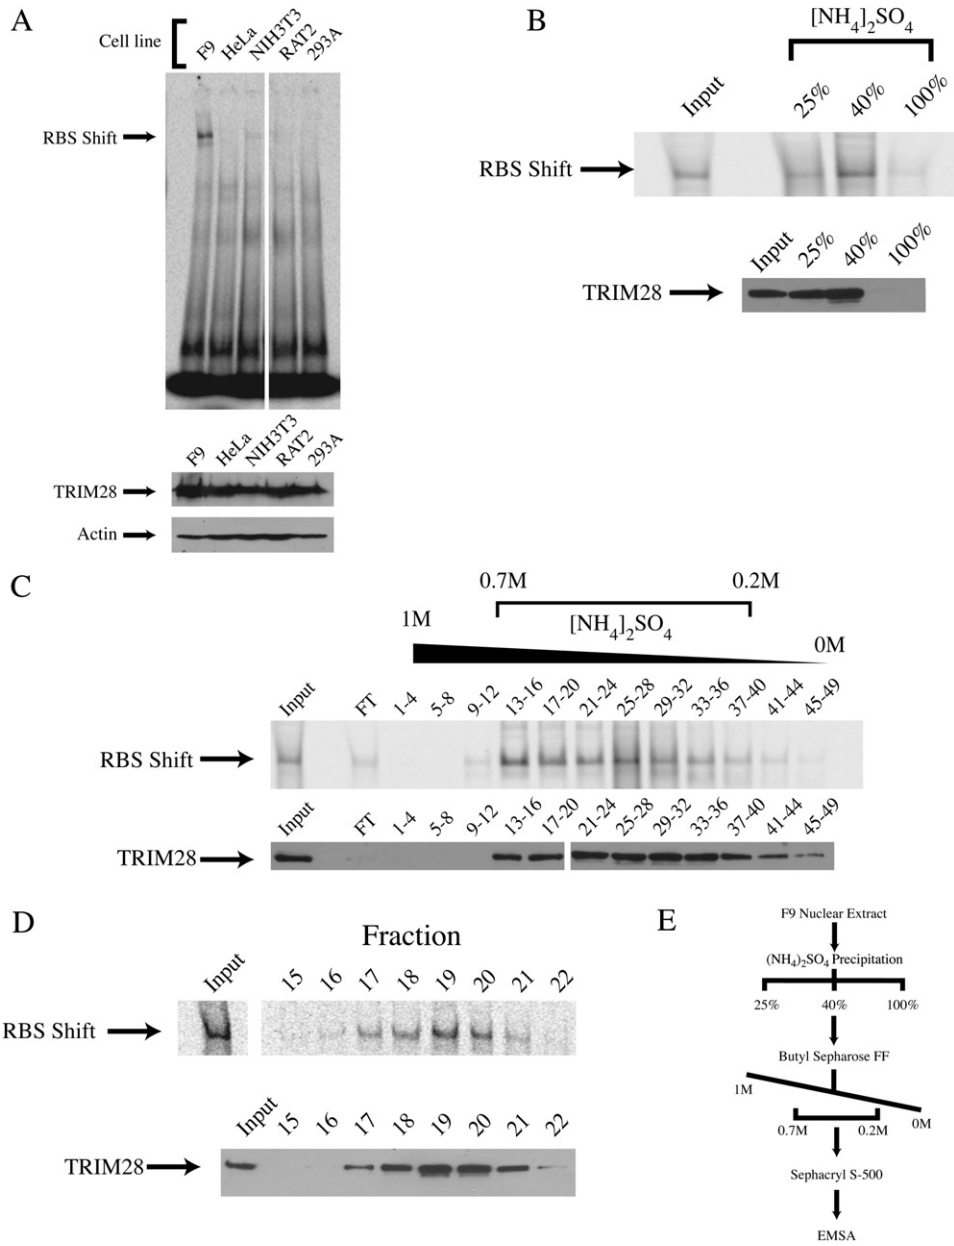 A
Cell line
F9 HeLa NIH3T3 RAT2 293A
RBS Shift
F9 HeLa NIH3T3 RAT2 293A
TRIM28
Actin
B
[NH4]2SO4
Input 25% 40% 100%
RBS Shift
Input 25% 40% 100%
TRIM28
C
0.7M 0.2M
1M [NH4]2SO4 0M
Input FT 1-4 5-8 9-12 13-16 17-20 21-24 25-28 29-32 33-36 37-40 41-44 45-49
RBS Shift
Input FT 1-4 5-8 9-12 13-16 17-20 21-24 25-28 29-32 33-36 37-40 41-44 45-49
TRIM28
D
Fraction
Input 15 16 17 18 19 20 21 22
RBS Shift
Input 15 16 17 18 19 20 21 22
TRIM28
E
F9 Nuclear Extract
(NH4)2SO4 Precipitation
25% 40% 100%
Butyl Sepharose FF
1M 0M
0.7M 0.2M
Sephacryl S-500
EMSA